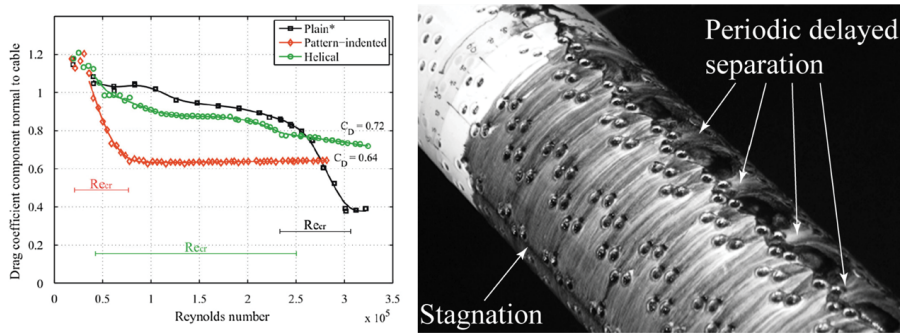 Drag coefficient component normal to cable
1.2
1
0.8
0.6
0.4
0.2
0
Plain*
Pattern-indented
Helical
C_D = 0.72
C_D = 0.64
Re_cr
Re_cr
Re_cr
0 0.5 1 1.5 2 2.5 3 3.5
Reynolds number
x 10^5
Periodic delayed
separation
Stagnation